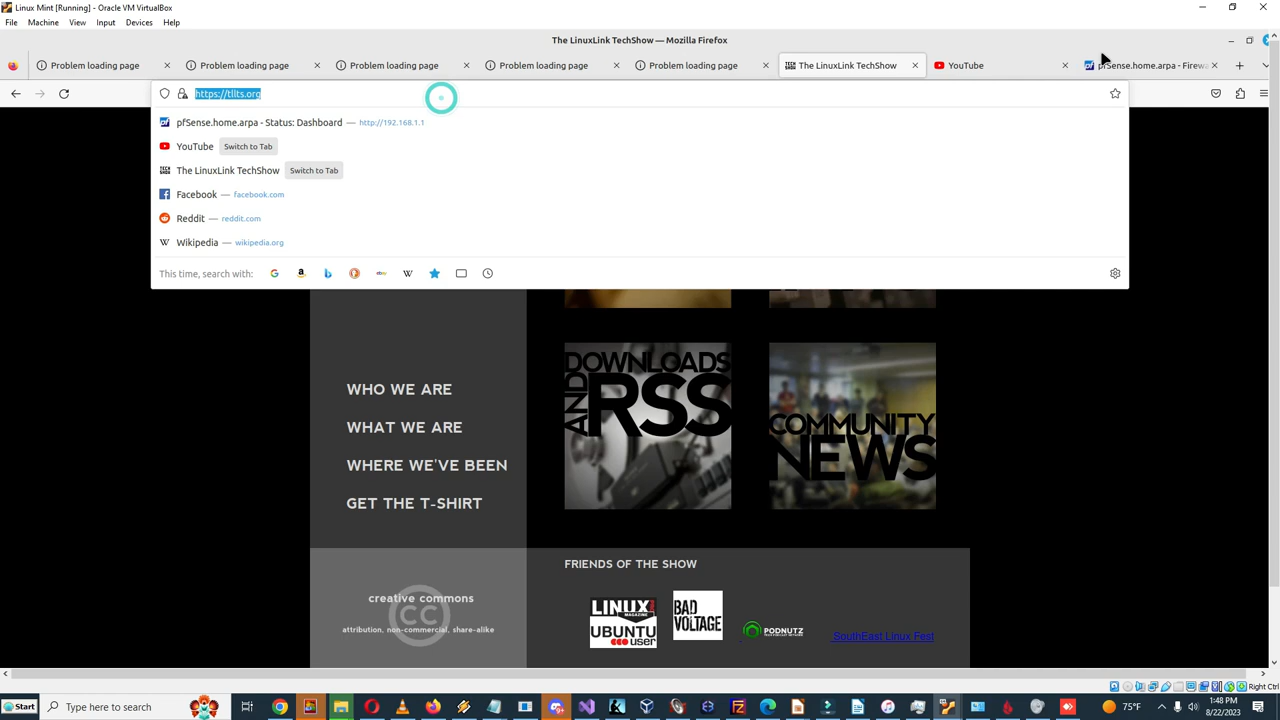 Linux Mint [Running] - Oracle VM VirtualBox
File Machine View Input Devices Help
The LinuxLink TechShow — Mozilla Firefox
Problem loading page Problem loading page Problem loading page Problem loading page Problem loading page The LinuxLink TechShow YouTube pfSense.home.arpa - Firewa
https://tllts.org
pfSense.home.arpa - Status: Dashboard — http://192.168.1.1
YouTube Switch to Tab
The LinuxLink TechShow Switch to Tab
Facebook — facebook.com
Reddit — reddit.com
Wikipedia — wikipedia.org
This time, search with:
DOWNLOADS
AND RSS
COMMUNITY
NEWS
WHO WE ARE
WHAT WE ARE
WHERE WE'VE BEEN
GET THE T-SHIRT
FRIENDS OF THE SHOW
creative commons
attribution, non-commercial, share-alike
LINUX
MAGAZINE
UBUNTU
user
BAD
VOLTAGE
PODNUTZ
SouthEast Linux Fest
Right Ctrl
Start
Type here to search
75°F
1:48 PM
8/22/2023